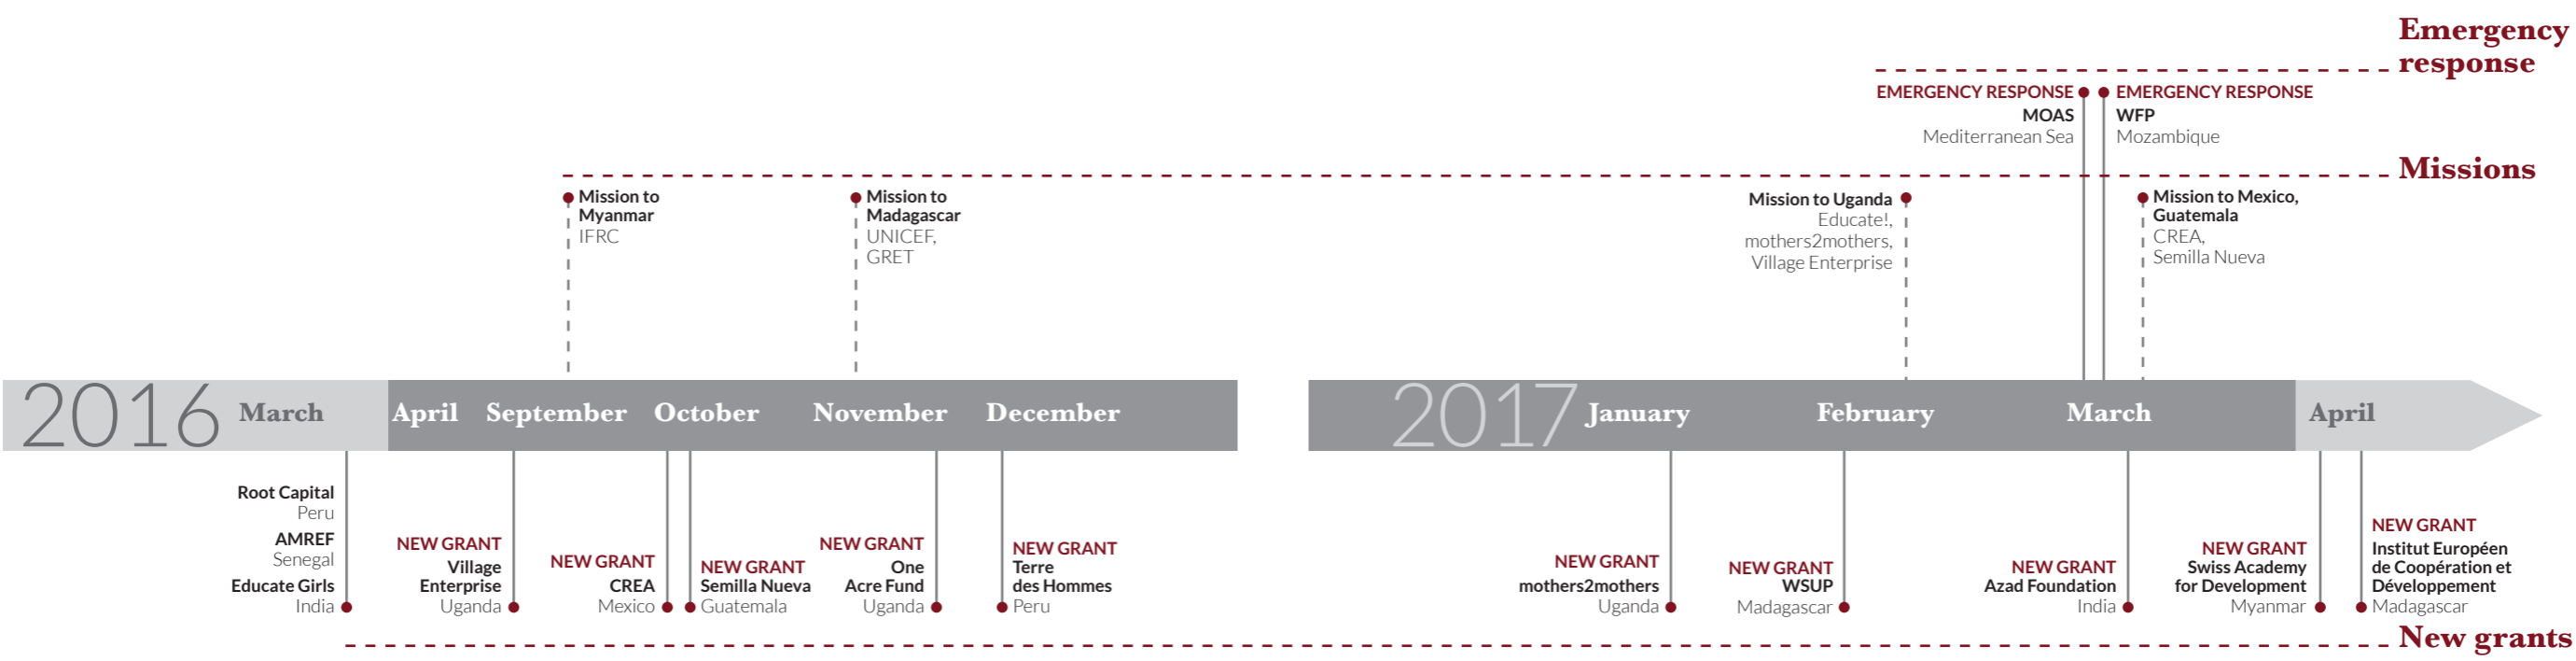 Emergency
response
EMERGENCY RESPONSE
MOAS
Mediterranean Sea
EMERGENCY RESPONSE
WFP
Mozambique
Missions
Mission to
Myanmar
IFRC
Mission to
Madagascar
UNICEF,
GRET
Mission to Uganda
Educate!,
mothers2mothers,
Village Enterprise
Mission to Mexico,
Guatemala
CREA,
Semilla Nueva
2016 March April September October November December
2017 January February March April
Root Capital
Peru
AMREF
Senegal
Educate Girls
India
NEW GRANT
Village
Enterprise
Uganda
NEW GRANT
CREA
Mexico
NEW GRANT
Semilla Nueva
Guatemala
NEW GRANT
One
Acre Fund
Uganda
NEW GRANT
Terre
des Hommes
Peru
NEW GRANT
mothers2mothers
Uganda
NEW GRANT
WSUP
Madagascar
NEW GRANT
Azad Foundation
India
NEW GRANT
Swiss Academy
for Development
Myanmar
NEW GRANT
Institut Européen
de Coopération et
Développement
Madagascar
New grants